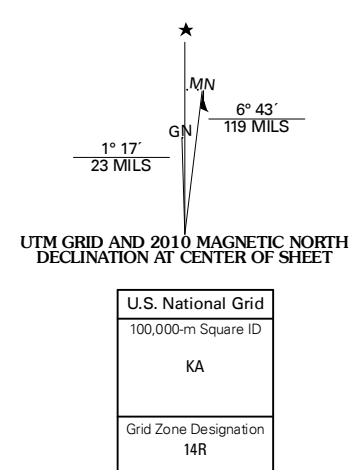 MN
GN
6° 43´
119 MILS
1° 17´
23 MILS
UTM GRID AND 2010 MAGNETIC NORTH
DECLINATION AT CENTER OF SHEET
U.S. National Grid
100,000-m Square ID
KA
Grid Zone Designation
14R